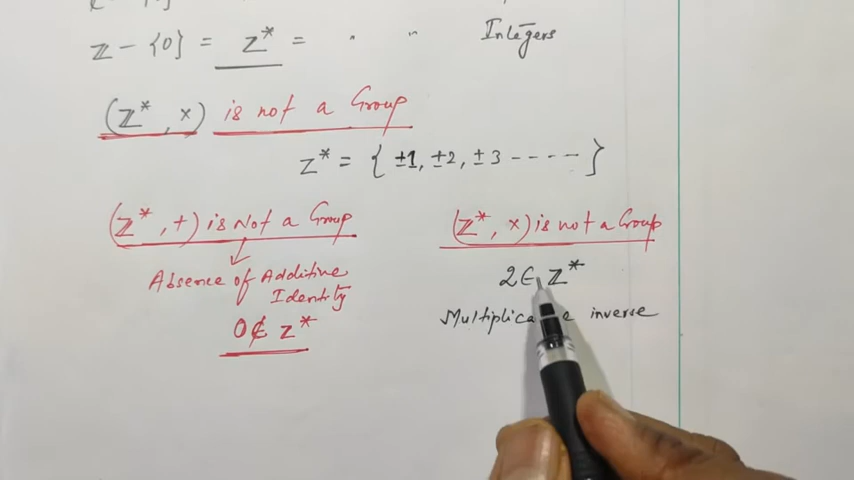 Z - {0} = Z* = " " Integers
(Z*, ×) is not a Group
Z* = { ±1, ±2, ±3 ----- }
(Z*, +) is Not a Group
Absence of Additive
Identity
0∉ Z*
(Z*, ×) is not a Group
2∈ Z*
inverse